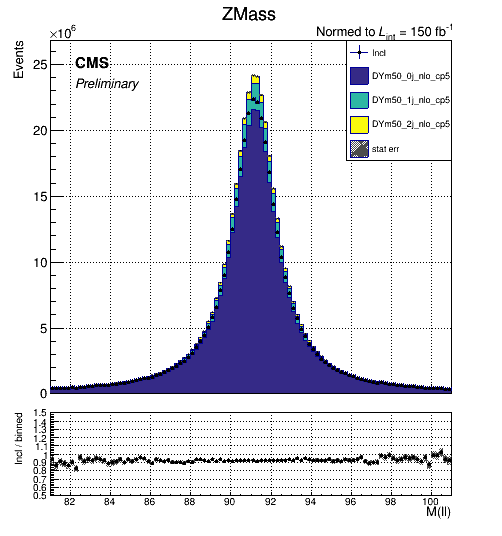 ZMass
Normed to L_int = 150 fb⁻¹
×10⁶
Events
CMS
Preliminary
Incl
DYm50_0j_nlo_cp5
DYm50_1j_nlo_cp5
DYm50_2j_nlo_cp5
stat err
25
20
15
10
5
0
Incl / binned
1.5
1.4
1.3
1.2
1.1
1
0.9
0.8
0.7
0.6
0.5
82 84 86 88 90 92 94 96 98 100
M(ll)